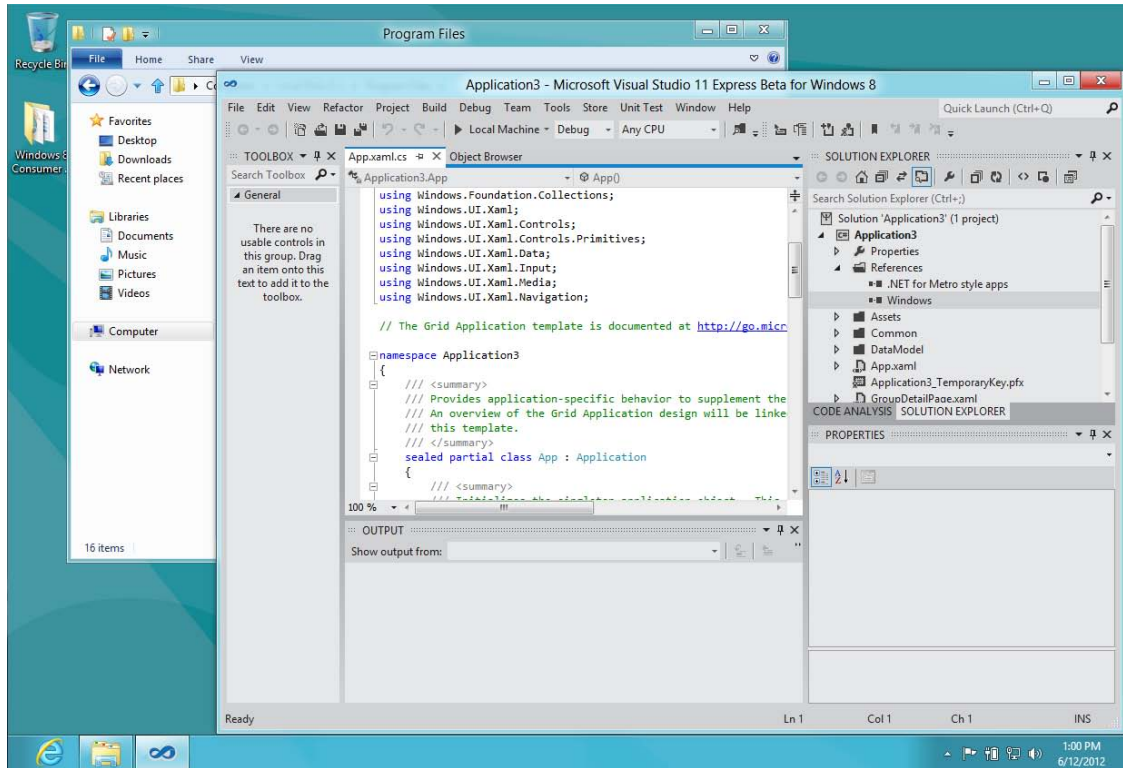 Recycle Bin
Windows 8
Consumer
Program Files
File Home Share View
Favorites
Desktop
Downloads
Recent places
Libraries
Documents
Music
Pictures
Videos
Computer
Network
16 items
Application3 - Microsoft Visual Studio 11 Express Beta for Windows 8
File Edit View Refactor Project Build Debug Team Tools Store Unit Test Window Help
Quick Launch (Ctrl+Q)
Local Machine Debug Any CPU
TOOLBOX
Search Toolbox
General
There are no
usable controls in
this group. Drag
an item onto this
text to add it to the
toolbox.
App.xaml.cs Object Browser
Application3.App App()
using Windows.Foundation.Collections;
using Windows.UI.Xaml;
using Windows.UI.Xaml.Controls;
using Windows.UI.Xaml.Controls.Primitives;
using Windows.UI.Xaml.Data;
using Windows.UI.Xaml.Input;
using Windows.UI.Xaml.Media;
using Windows.UI.Xaml.Navigation;
// The Grid Application template is documented at http://go.micr
namespace Application3
{
/// <summary>
/// Provides application-specific behavior to supplement the
/// An overview of the Grid Application design will be linke
/// this template.
/// </summary>
sealed partial class App : Application
{
/// <summary>
100 %
OUTPUT
Show output from:
SOLUTION EXPLORER
Search Solution Explorer (Ctrl+;)
Solution 'Application3' (1 project)
Application3
Properties
References
.NET for Metro style apps
Windows
Assets
Common
DataModel
App.xaml
Application3_TemporaryKey.pfx
GroupDetailPage.xaml
CODE ANALYSIS SOLUTION EXPLORER
PROPERTIES
Ready Ln 1 Col 1 Ch 1 INS
1:00 PM
6/12/2012